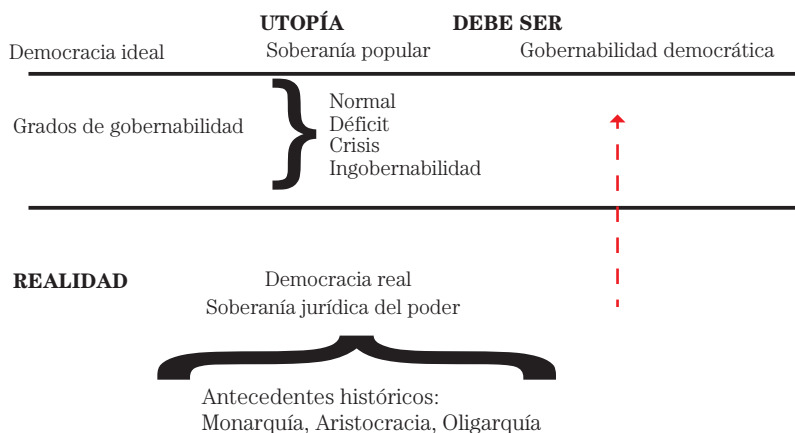 UTOPÍA DEBE SER
Democracia ideal Soberanía popular Gobernabilidad democrática
Grados de gobernabilidad
Normal
Déficit
Crisis
Ingobernabilidad
REALIDAD Democracia real
Soberanía jurídica del poder
Antecedentes históricos:
Monarquía, Aristocracia, Oligarquía